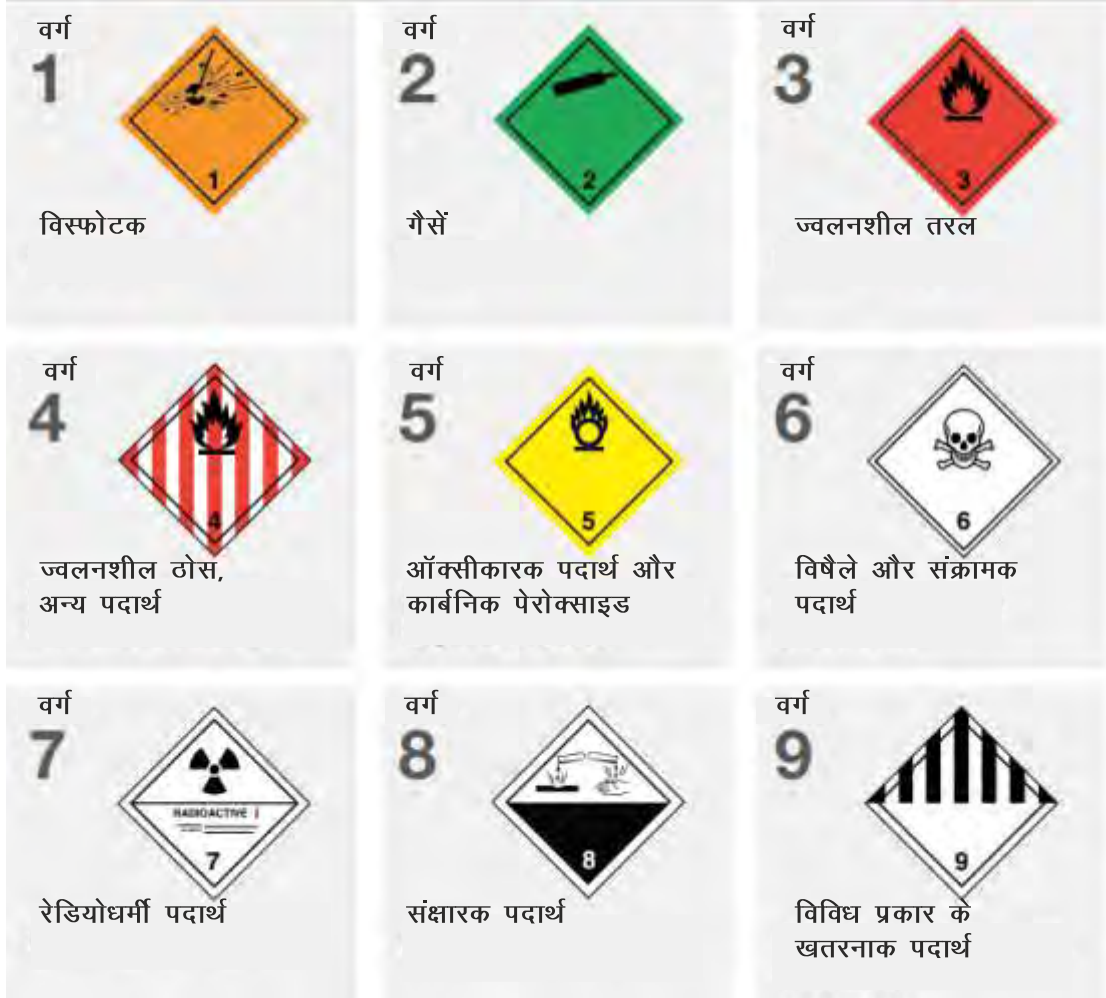 वर्ग
1
1
विस्फोटक
वर्ग
2
2
गैसें
वर्ग
3
3
ज्वलनशील तरल
वर्ग
4
4
ज्वलनशील ठोस,
अन्य पदार्थ
वर्ग
5
5
ऑक्सीकारक पदार्थ और
कार्बनिक पेरोक्साइड
वर्ग
6
6
विषैले और संक्रामक
पदार्थ
वर्ग
7
RADIOACTIVE I
7
रेडियोधर्मी पदार्थ
वर्ग
8
8
संक्षारक पदार्थ
वर्ग
9
9
विविध प्रकार के
खतरनाक पदार्थ